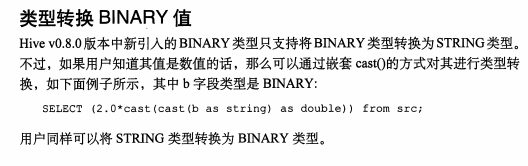 类型转换 BINARY 值
Hive v0.8.0 版本中新引入的 BINARY 类型只支持将 BINARY 类型转换为 STRING 类型。
不过，如果用户知道其值是数值的话，那么可以通过嵌套 cast()的方式对其进行类型转
换，如下面例子所示，其中 b 字段类型是 BINARY:
SELECT (2.0*cast(cast(b as string) as double)) from src;
用户同样可以将 STRING 类型转换为 BINARY 类型。